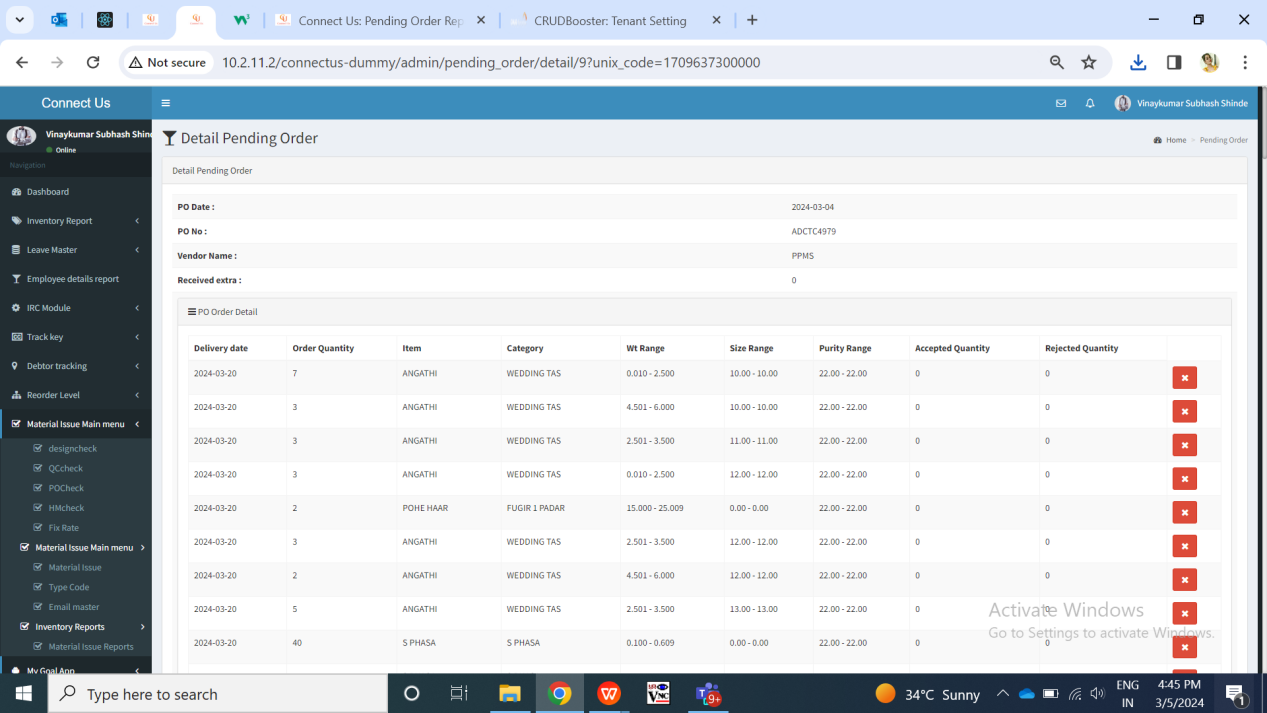 Connect Us: Pending Order Rep
CRUDBooster: Tenant Setting
Not secure
10.2.11.2/connectus-dummy/admin/pending_order/detail/9?unix_code=1709637300000
Connect Us
Vinaykumar Subhash Shinde
Vinaykumar Subhash Shind
Online
Detail Pending Order
Home > Pending Order
Navigation
Detail Pending Order
Dashboard
Inventory Report
Leave Master
Employee details report
IRC Module
Track key
Debtor tracking
Reorder Level
Material Issue Main menu
designcheck
QCcheck
POCheck
HMcheck
Fix Rate
Material Issue Main menu
Material Issue
Type Code
Email master
Inventory Reports
Material Issue Reports
My Goal App
PO Date : 2024-03-04
PO No : ADCTC4979
Vendor Name : PPMS
Received extra : 0
PO Order Detail
Delivery date Order Quantity Item Category Wt Range Size Range Purity Range Accepted Quantity Rejected Quantity
2024-03-20 7 ANGATHI WEDDING TAS 0.010 - 2.500 10.00 - 10.00 22.00 - 22.00 0 0
2024-03-20 3 ANGATHI WEDDING TAS 4.501 - 6.000 10.00 - 10.00 22.00 - 22.00 0 0
2024-03-20 3 ANGATHI WEDDING TAS 2.501 - 3.500 11.00 - 11.00 22.00 - 22.00 0 0
2024-03-20 3 ANGATHI WEDDING TAS 0.010 - 2.500 12.00 - 12.00 22.00 - 22.00 0 0
2024-03-20 2 POHE HAAR FUGIR 1 PADAR 15.000 - 25.009 0.00 - 0.00 22.00 - 22.00 0 0
2024-03-20 3 ANGATHI WEDDING TAS 2.501 - 3.500 12.00 - 12.00 22.00 - 22.00 0 0
2024-03-20 2 ANGATHI WEDDING TAS 4.501 - 6.000 12.00 - 12.00 22.00 - 22.00 0 0
2024-03-20 5 ANGATHI WEDDING TAS 2.501 - 3.500 13.00 - 13.00 22.00 - 22.00 0 0
2024-03-20 40 S PHASA S PHASA 0.100 - 0.609 0.00 - 0.00 22.00 - 22.00 0 0
Activate Windows
Go to Settings to activate Windows.
Type here to search
34°C Sunny
9+
ENG
IN
4:45 PM
3/5/2024
1